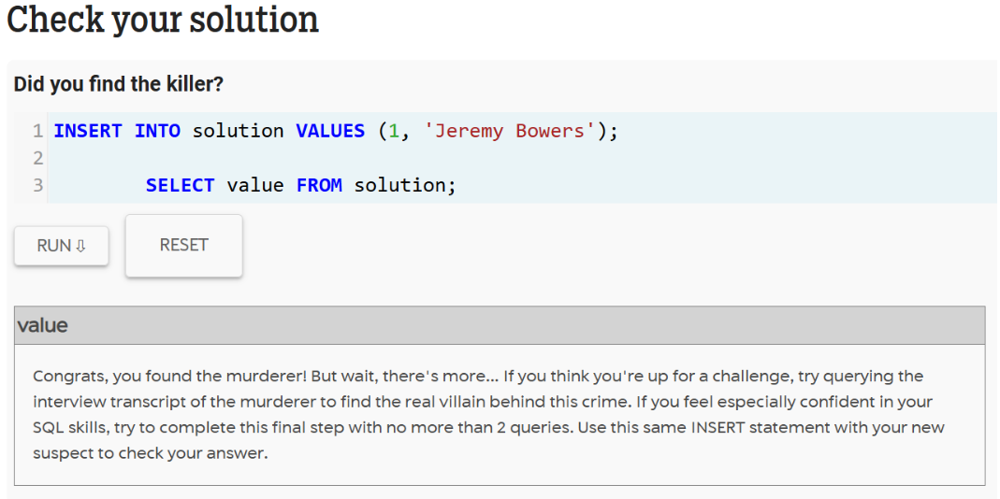 Check your solution
Did you find the killer?
1 INSERT INTO solution VALUES (1, 'Jeremy Bowers');
2
3 SELECT value FROM solution;
RUN ⇩ RESET
value
Congrats, you found the murderer! But wait, there's more... If you think you're up for a challenge, try querying the
interview transcript of the murderer to find the real villain behind this crime. If you feel especially confident in your
SQL skills, try to complete this final step with no more than 2 queries. Use this same INSERT statement with your new
suspect to check your answer.